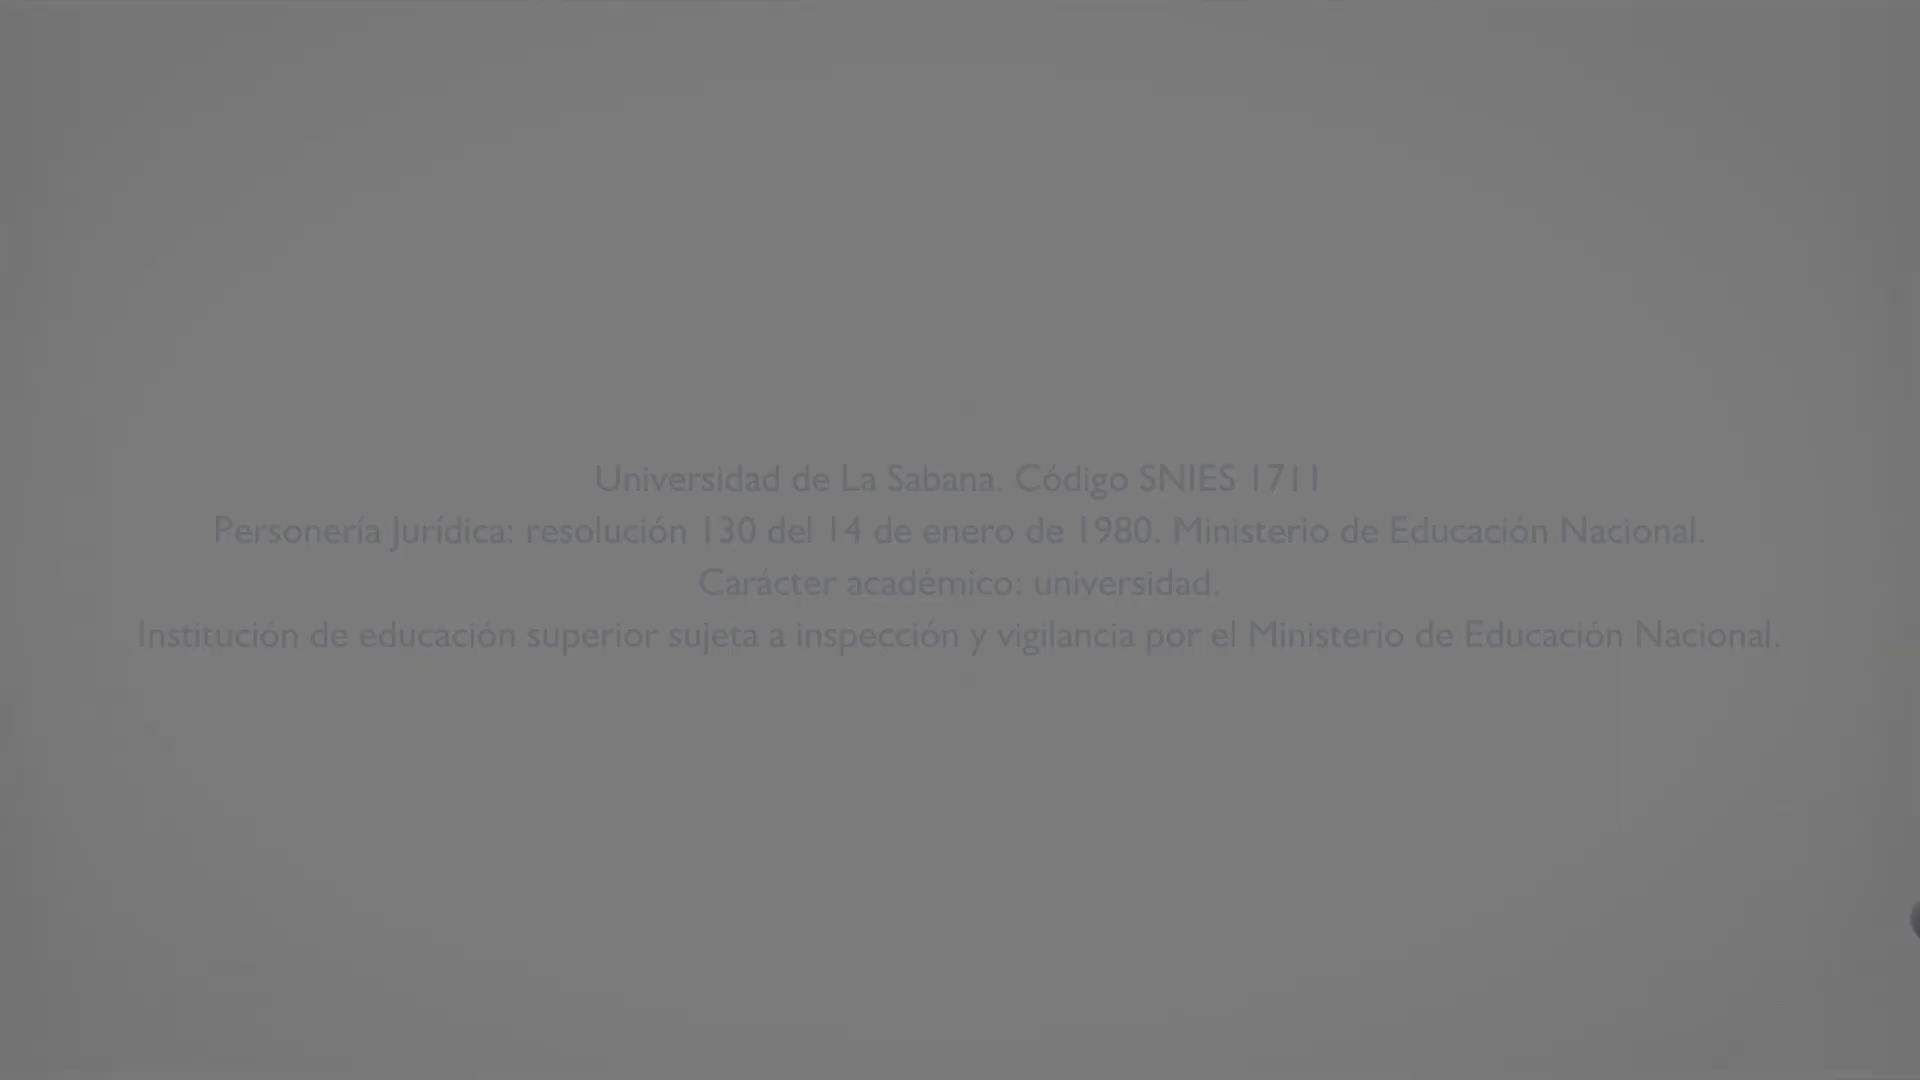 Universidad de La Sabana. Código SNIES 1711
Personería Jurídica: resolución 130 del 14 de enero de 1980. Ministerio de Educación Nacional.
Carácter académico: universidad.
Institución de educación superior sujeta a inspección y vigilancia por el Ministerio de Educación Nacional.